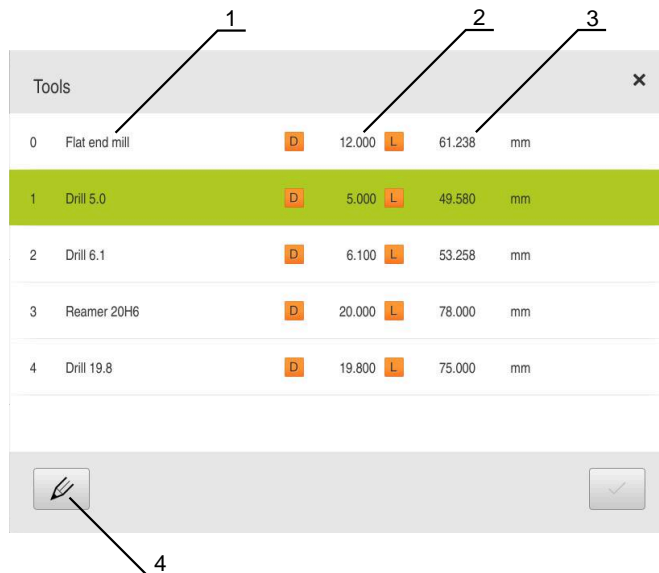 1 2 3
Tools ×
0 Flat end mill D 12.000 L 61.238 mm
1 Drill 5.0 D 5.000 L 49.580 mm
2 Drill 6.1 D 6.100 L 53.258 mm
3 Reamer 20H6 D 20.000 L 78.000 mm
4 Drill 19.8 D 19.800 L 75.000 mm
4